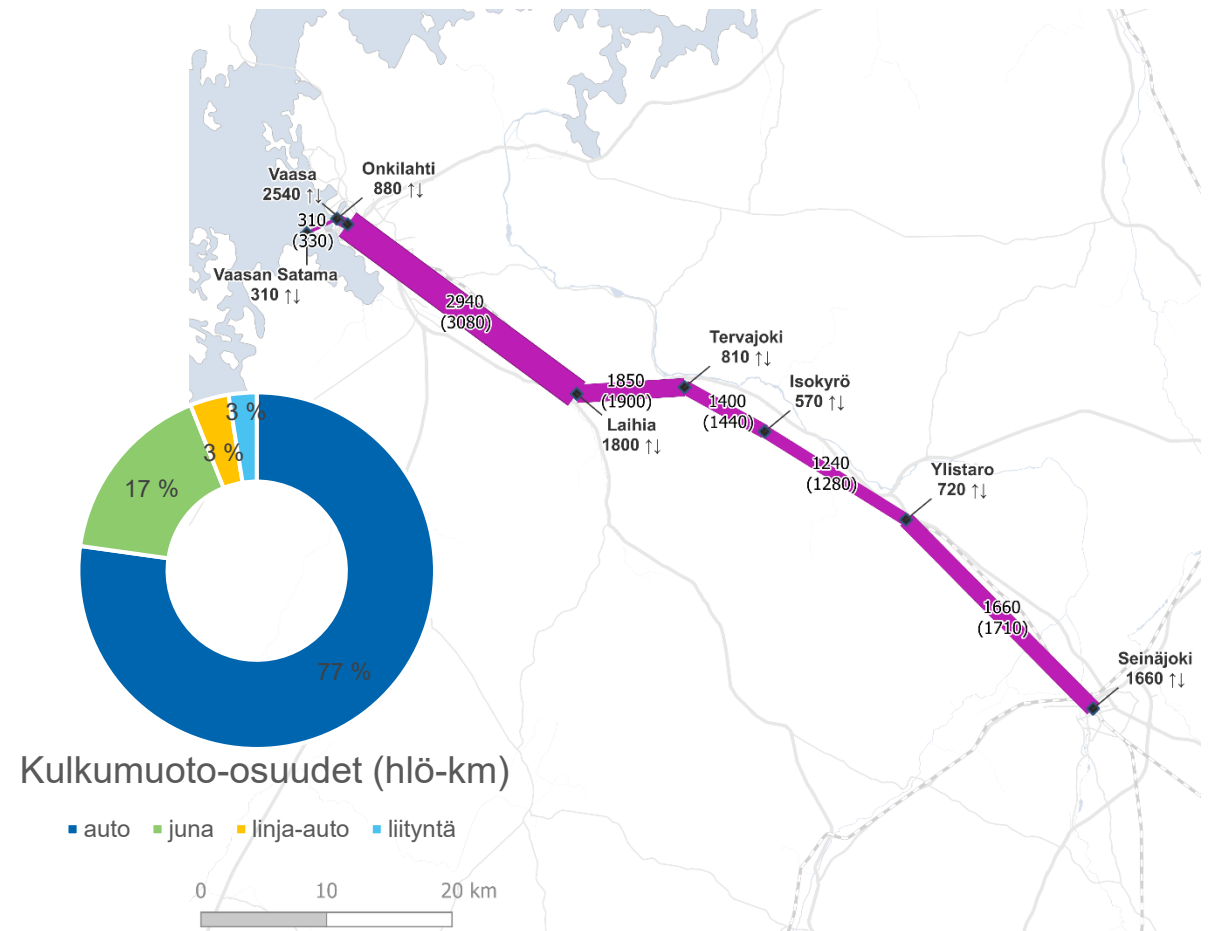 Onkilahti
880 ↑↓
Vaasa
2540 ↑↓
310
(330)
Vaasan Satama
310 ↑↓
2940
(3080)
Tervajoki
810 ↑↓
1850
(1900)
Isokyrö
570 ↑↓
1400
(1440)
Laihia
1800 ↑↓
1240
(1280)
Ylistaro
720 ↑↓
1660
(1710)
Seinäjoki
1660 ↑↓
3 %
3 %
17 %
77 %
Kulkumuoto-osuudet (hlö-km)
auto juna linja-auto liityntä
0 10 20 km